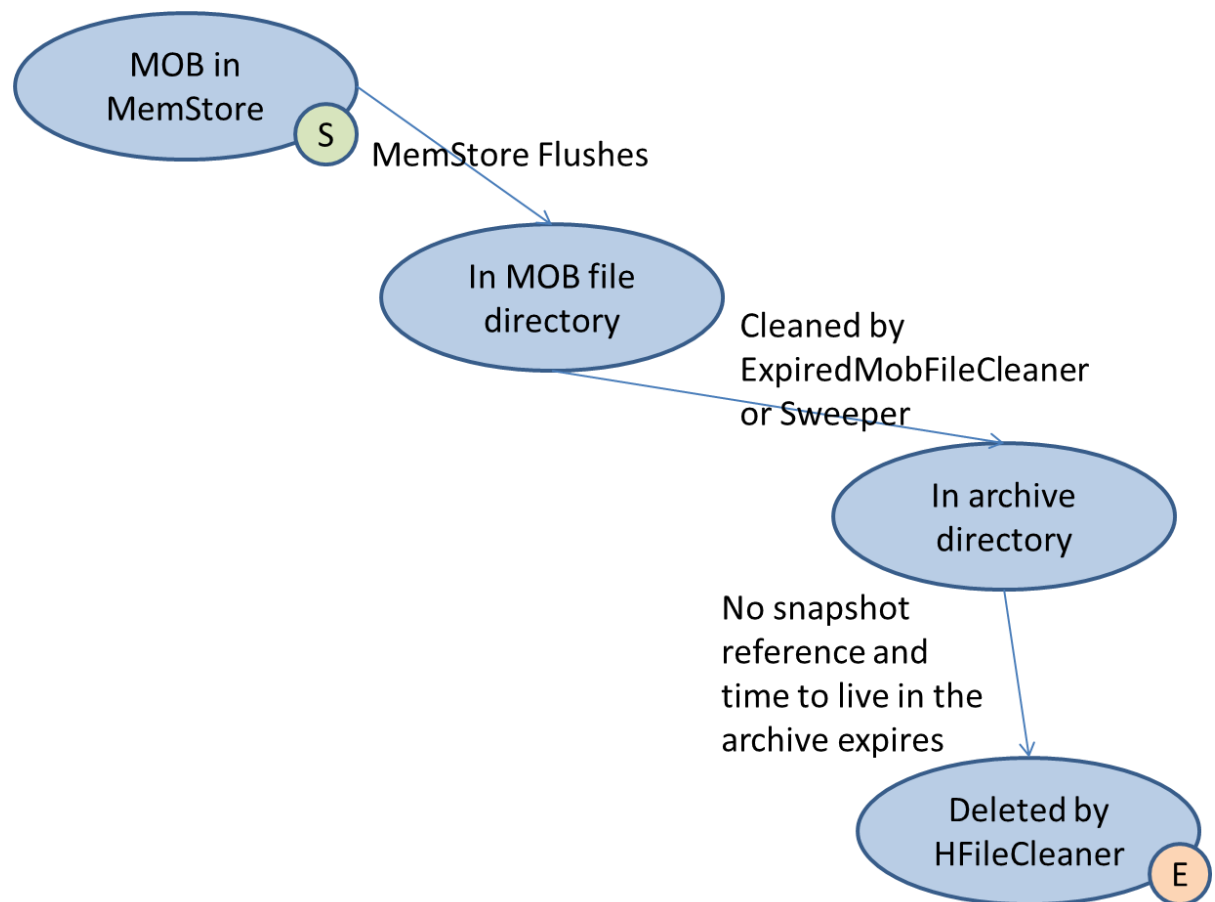 MOB in
MemStore
S
MemStore Flushes
In MOB file
directory
Cleaned by
ExpiredMobFileCleaner
or Sweeper
In archive
directory
No snapshot
reference and
time to live in the
archive expires
Deleted by
HFileCleaner
E